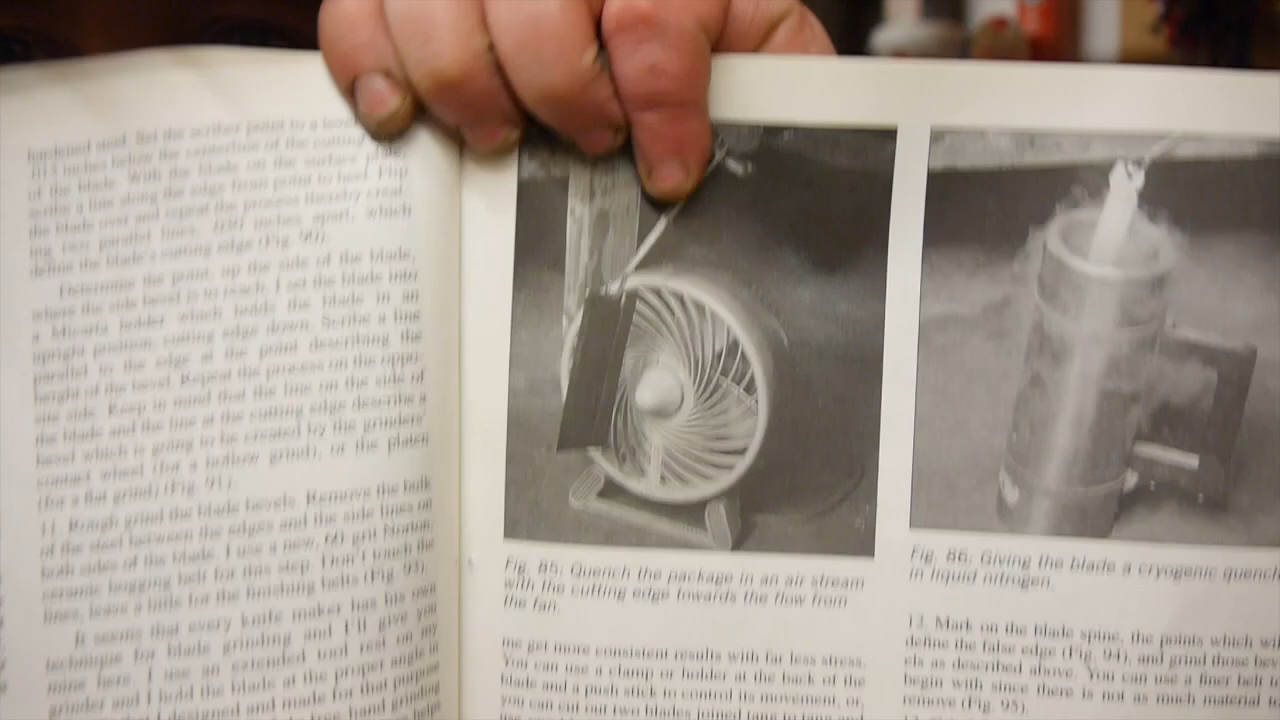 hardened steel. Set the scriber point to a
.015 inches below the centerline of the cutting
of the blade. With the blade on the surface plate,
scribe a line along the edge from point to heel. Flip
the blade over and repeat the process thereby creat-
ing two parallel lines, .030 inches apart, which
define the blade's cutting edge (Fig. 90).
Determine the point, up the side of the blade,
where the side bevel is to reach. I set the blade into
a Micarta holder which holds the blade in an
upright position, cutting edge down. Scribe a line
parallel to the edge at the point describing the
height of the bevel. Repeat the process on the oppo-
site side. Keep in mind that the line on the side of
the blade and the line at the cutting edge describe a
bevel which is going to be created by the grinders'
contact wheel (for a hollow grind), or the platen
(for a flat grind) (Fig. 91).
11. Rough grind the blade bevels. Remove the bulk
of the steel between the edges and the side lines on
both sides of the blade. I use a new, 60 grit Norton,
ceramic hogging belt for this step. Don't touch the
lines, leave a little for the finishing belts (Fig. 93).
It seems that every knife maker has his own
technique for blade grinding and I'll give you
mine here. I use an extended tool rest on my
grinder and I hold the blade at the proper angle in
that I designed and made for that purpose
free hand grinding
Fig. 85: Quench the package in an air stream
with the cutting edge towards the flow from
the fan.
me get more consistent results with far less stress.
You can use a clamp or holder at the back of the
blade and a push stick to control its movement, or
you can cut out two blades joined tang to tang and
Fig. 86: Giving the blade a cryogenic quench
in liquid nitrogen.
12. Mark on the blade spine, the points which
define the false edge (Fig. 94), and grind those
els as described above. You can use a finer belt
begin with since there is not as much material
remove (Fig. 95).